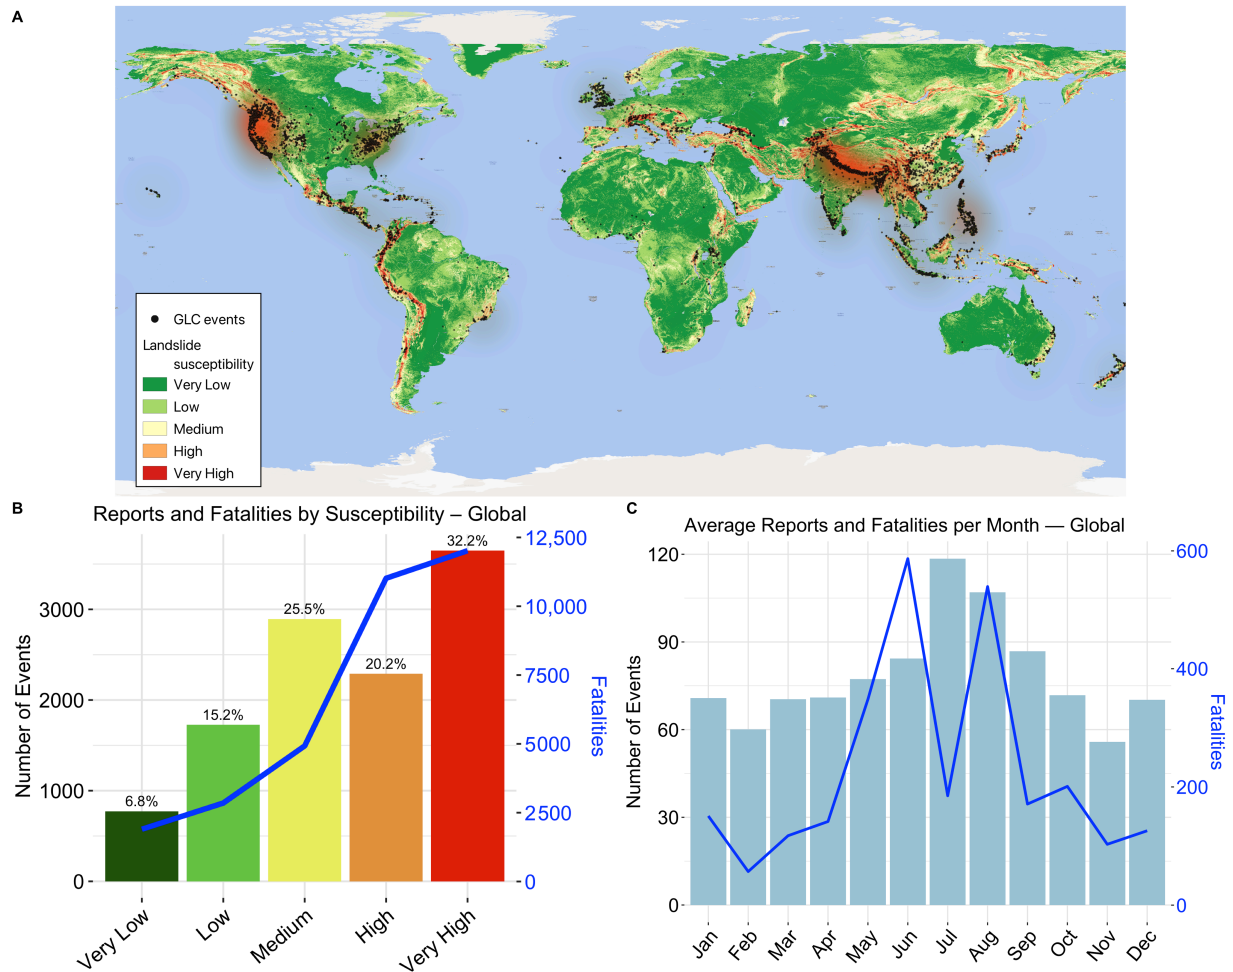 A
GLC events
Landslide
susceptibility
Very Low
Low
Medium
High
Very High
B
Reports and Fatalities by Susceptibility – Global
Number of Events
0
1000
2000
3000
6.8%
15.2%
25.5%
20.2%
32.2%
12,500
10,000
7500
5000
2500
0
Fatalities
Very Low
Low
Medium
High
Very High
C
Average Reports and Fatalities per Month — Global
Number of Events
120
90
60
30
0
600
400
200
0
Fatalities
Jan
Feb
Mar
Apr
May
Jun
Jul
Aug
Sep
Oct
Nov
Dec